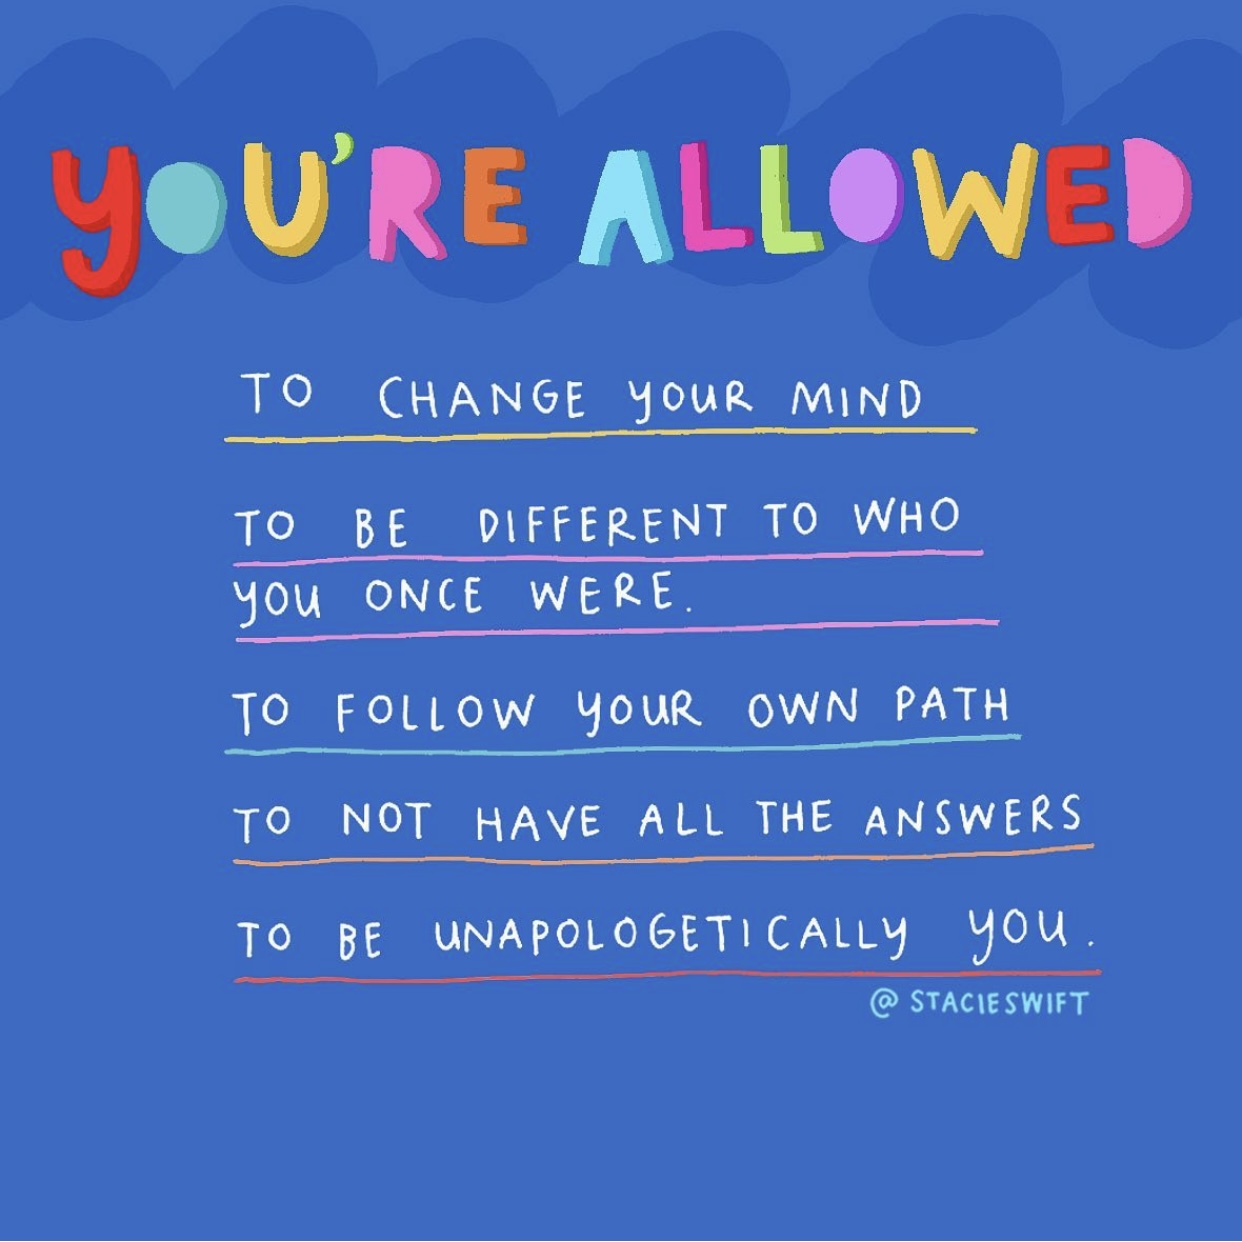 YOU'RE ALLOWED
TO CHANGE YOUR MIND
TO BE DIFFERENT TO WHO
YOU ONCE WERE.
TO FOLLOW YOUR OWN PATH
TO NOT HAVE ALL THE ANSWERS
TO BE UNAPOLOGETICALLY YOU.
@STACIESWIFT